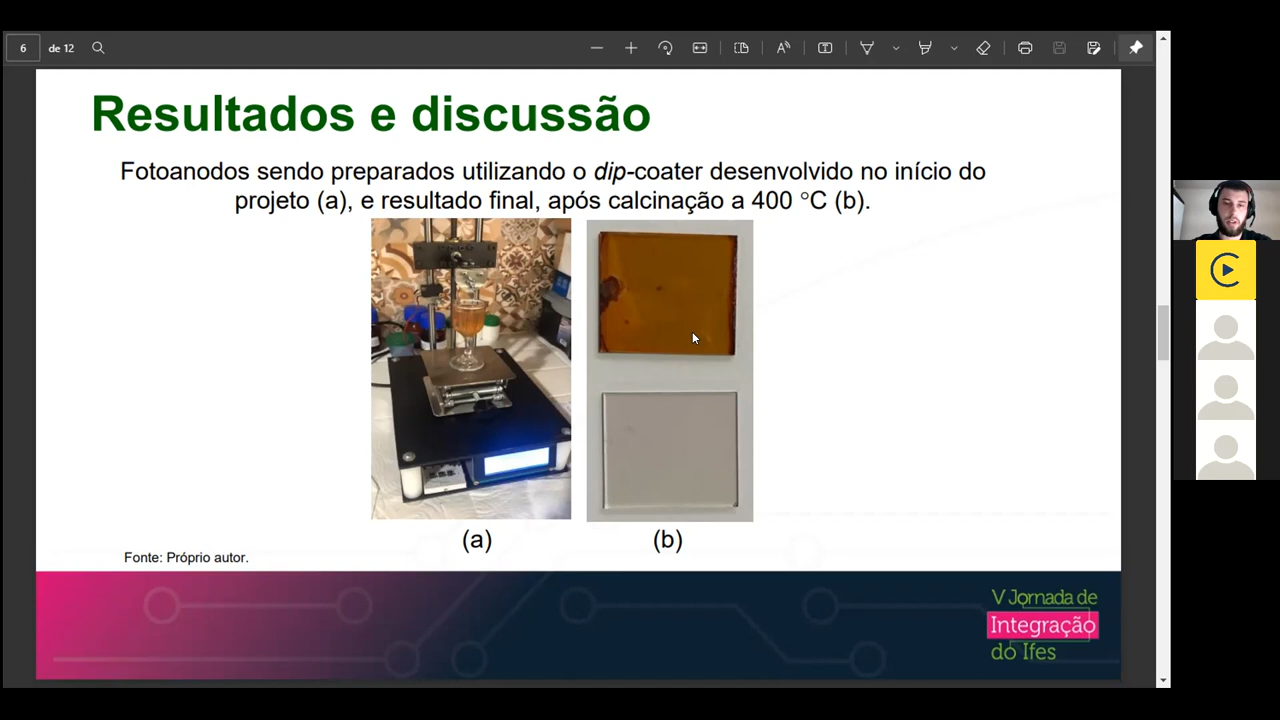 6 de 12
Resultados e discussão
Fotoanodos sendo preparados utilizando o dip-coater desenvolvido no início do
projeto (a), e resultado final, após calcinação a 400 °C (b).
(a) (b)
Fonte: Próprio autor.
V Jornada de
Integração
do Ifes